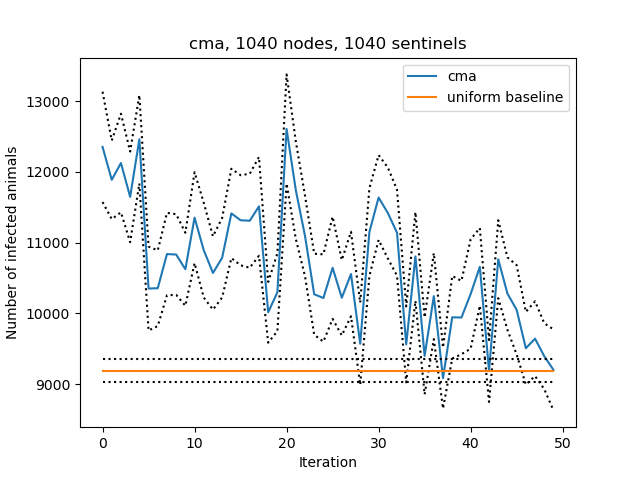 cma, 1040 nodes, 1040 sentinels
cma
uniform baseline
Number of infected animals
13000
12000
11000
10000
9000
0 10 20 30 40 50
Iteration